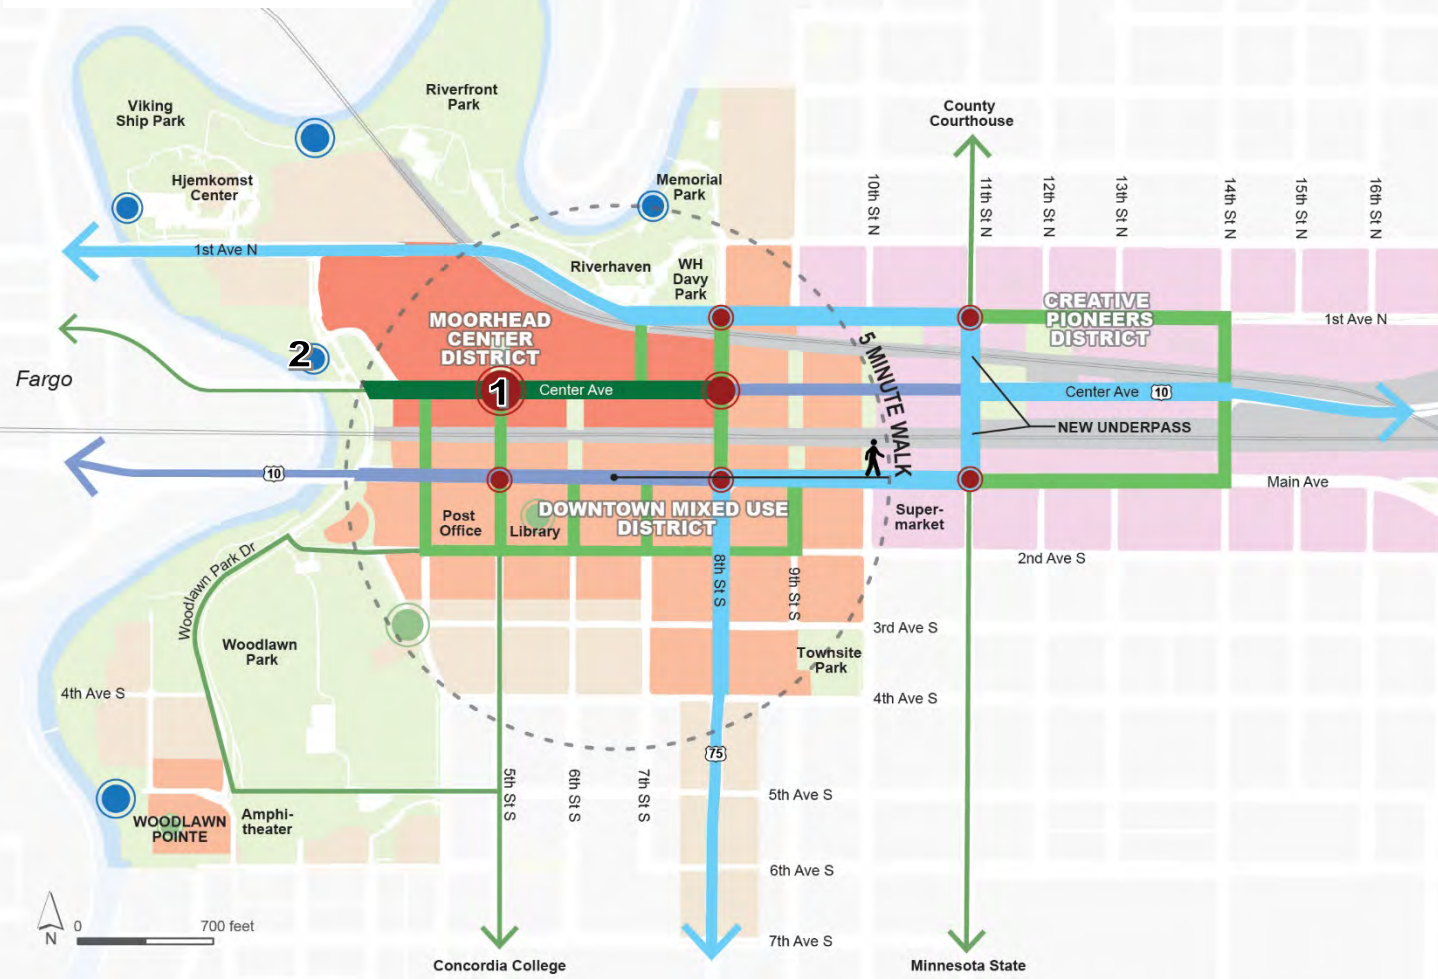 Viking
Ship Park
Riverfront
Park
County
Courthouse
Hjemkomst
Center
Memorial
Park
10th St N
11th St N
12th St N
13th St N
14th St N
15th St N
16th St N
1st Ave N
Riverhaven
WH
Davy
Park
MOORHEAD
CENTER
DISTRICT
CREATIVE
PIONEERS
DISTRICT
1st Ave N
2
Fargo
1
Center Ave
5 MINUTE WALK
Center Ave
10
NEW UNDERPASS
10
Main Ave
Post
Office
Library
DOWNTOWN MIXED USE
DISTRICT
Super-
market
2nd Ave S
Woodlawn Park Dr
8th St S
9th St S
3rd Ave S
Woodlawn
Park
Townsite
Park
4th Ave S
4th Ave S
75
5th St S
6th St S
7th St S
5th Ave S
WOODLAWN
POINTE
Amphi-
theater
6th Ave S
N
0
700 feet
7th Ave S
Concordia College
Minnesota State